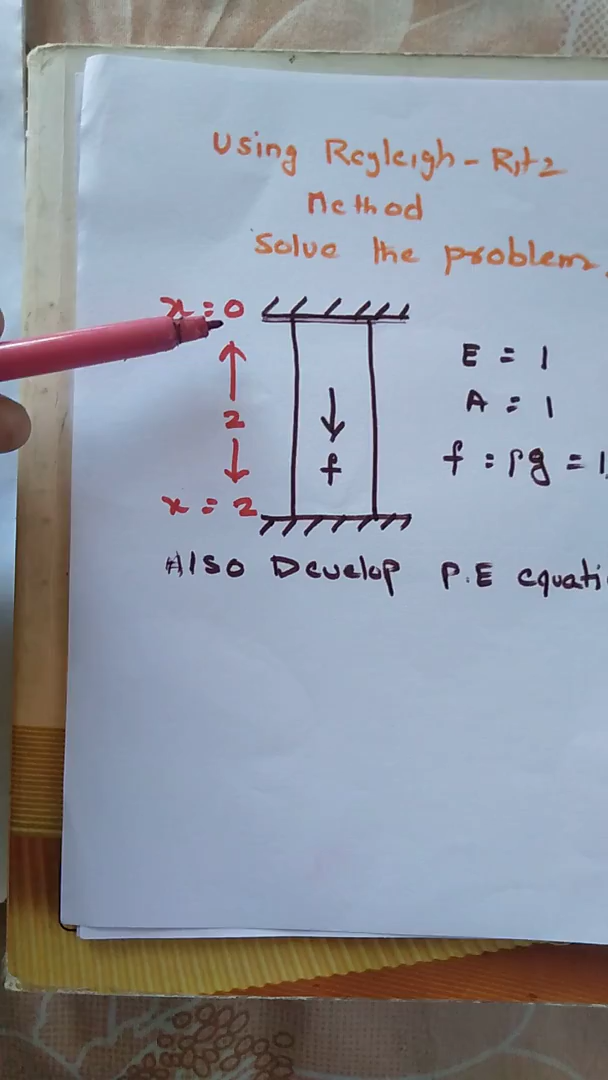 Using Rayleigh - Ritz
Method
Solve the problem.
x = 0
2
x = 2
f
E = 1
A = 1
f = ρg = 1
Also Develop P.E equati